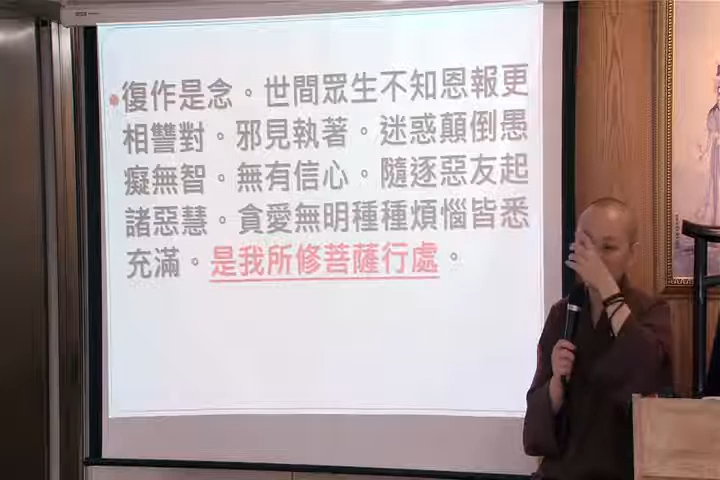 •復作是念。世間眾生不知恩報更
相讐對。邪見執著。迷惑顛倒愚
癡無智。無有信心。隨逐惡友起
諸惡慧。貪愛無明種種煩惱皆悉
充滿。是我所修菩薩行處。